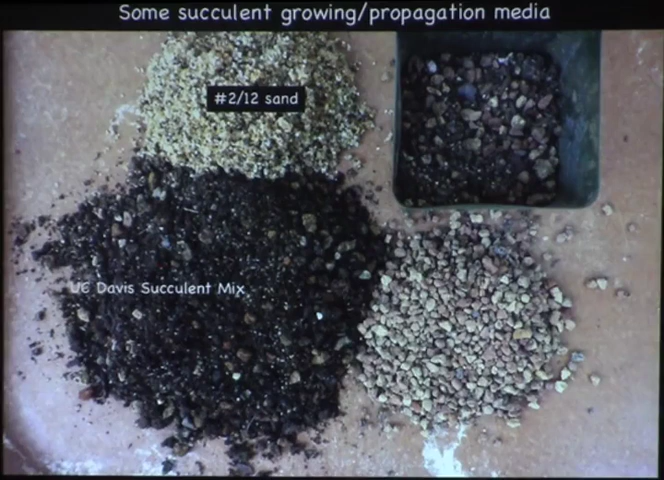 Some succulent growing/propagation media
#2/12 sand
UC Davis Succulent Mix